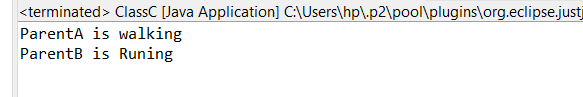 <terminated> ClassC [Java Application] C:\Users\hp\.p2\pool\plugins\org.eclipse.justj
ParentA is walking
ParentB is Runing